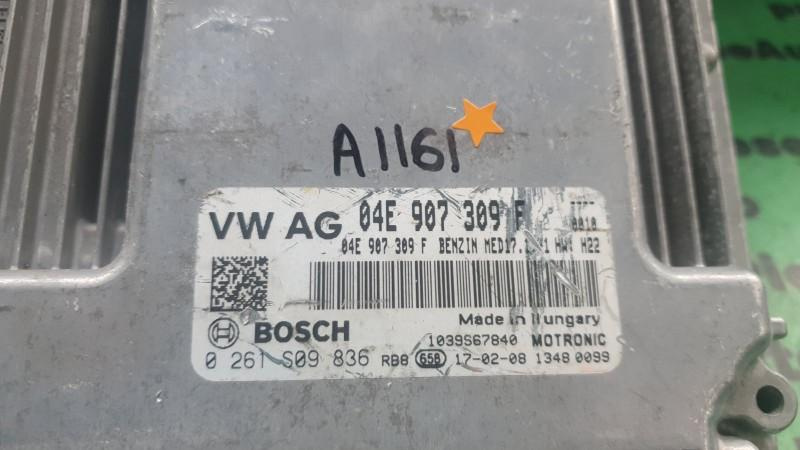 A1161
VW AG 04E 907 309 F
0010
04E 907 309 F BENZIN HW: H22
BOSCH
Made in Hungary
1039S67840 MOTRONIC
0 261 S09 836 RB8 658 17-02-08 1348 0099